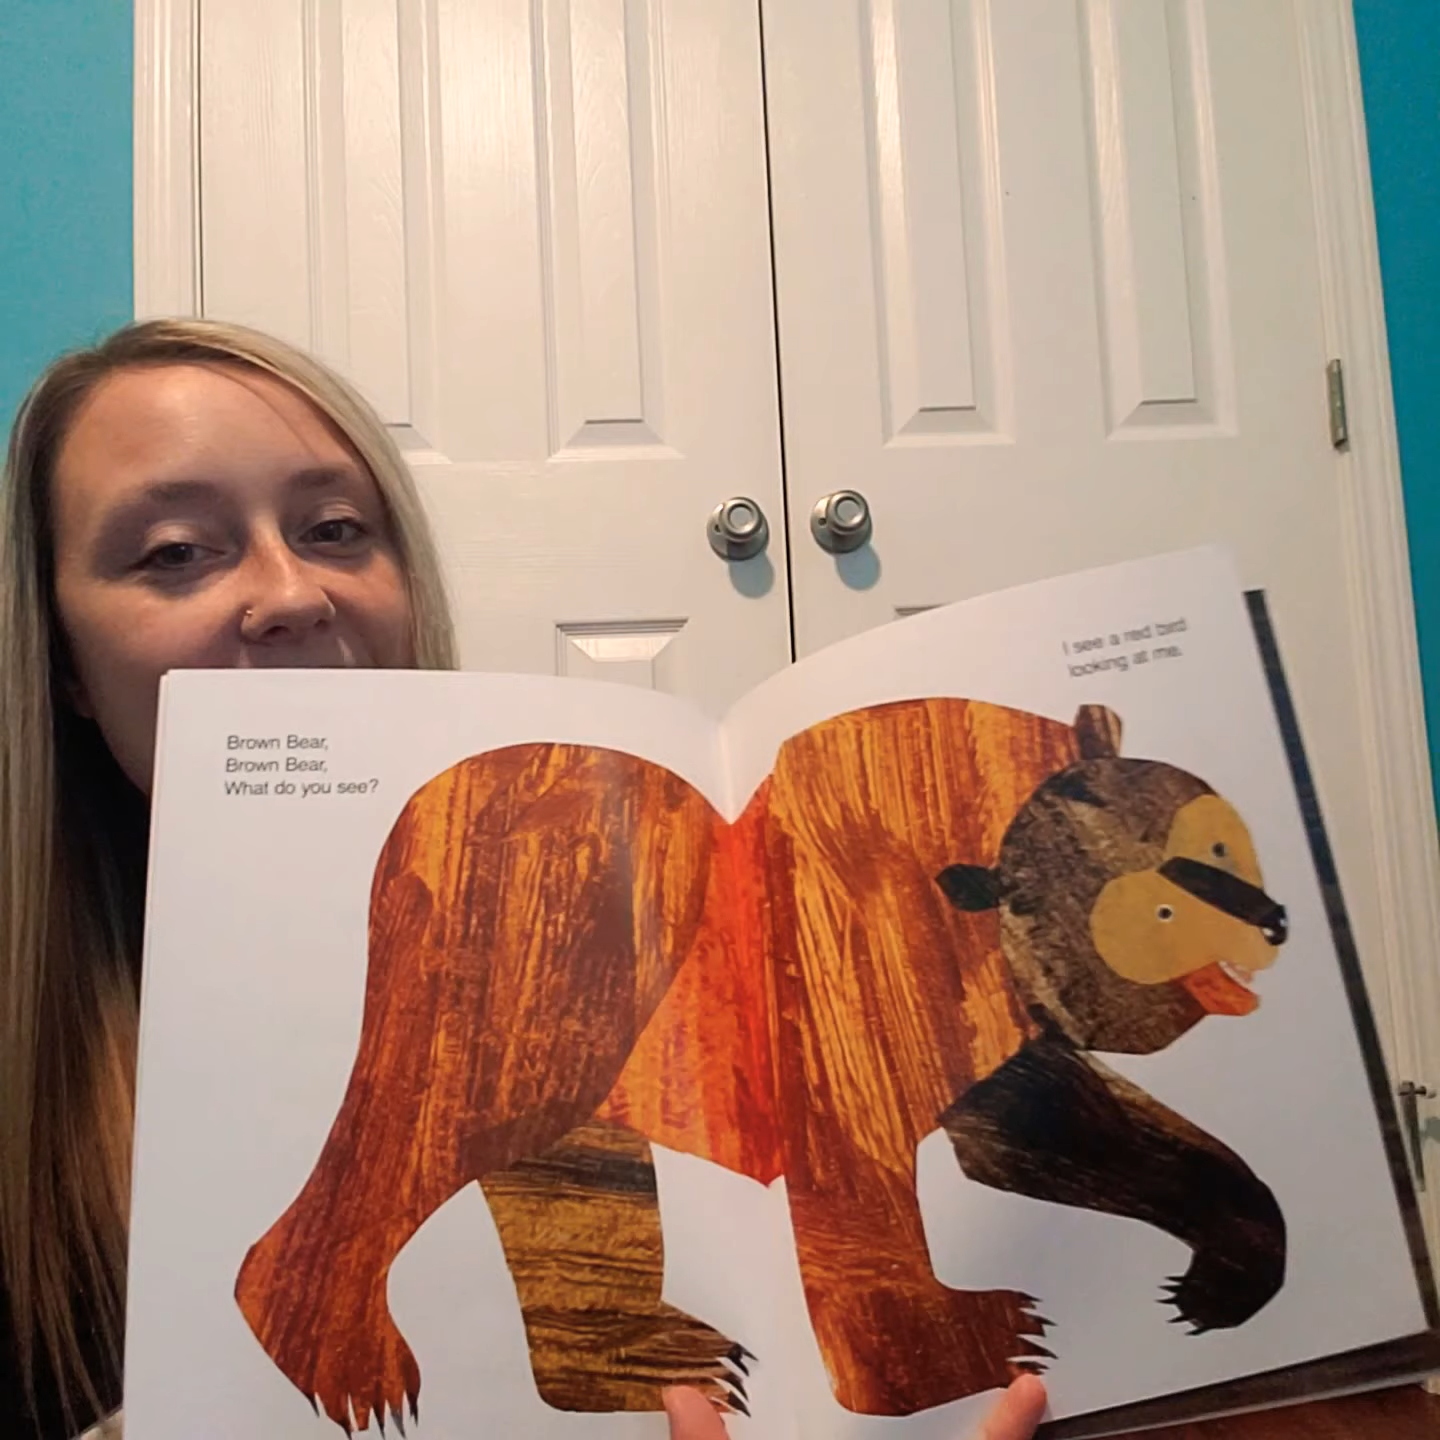 Brown Bear,
Brown Bear,
What do you see?
I see a red bird
looking at me.